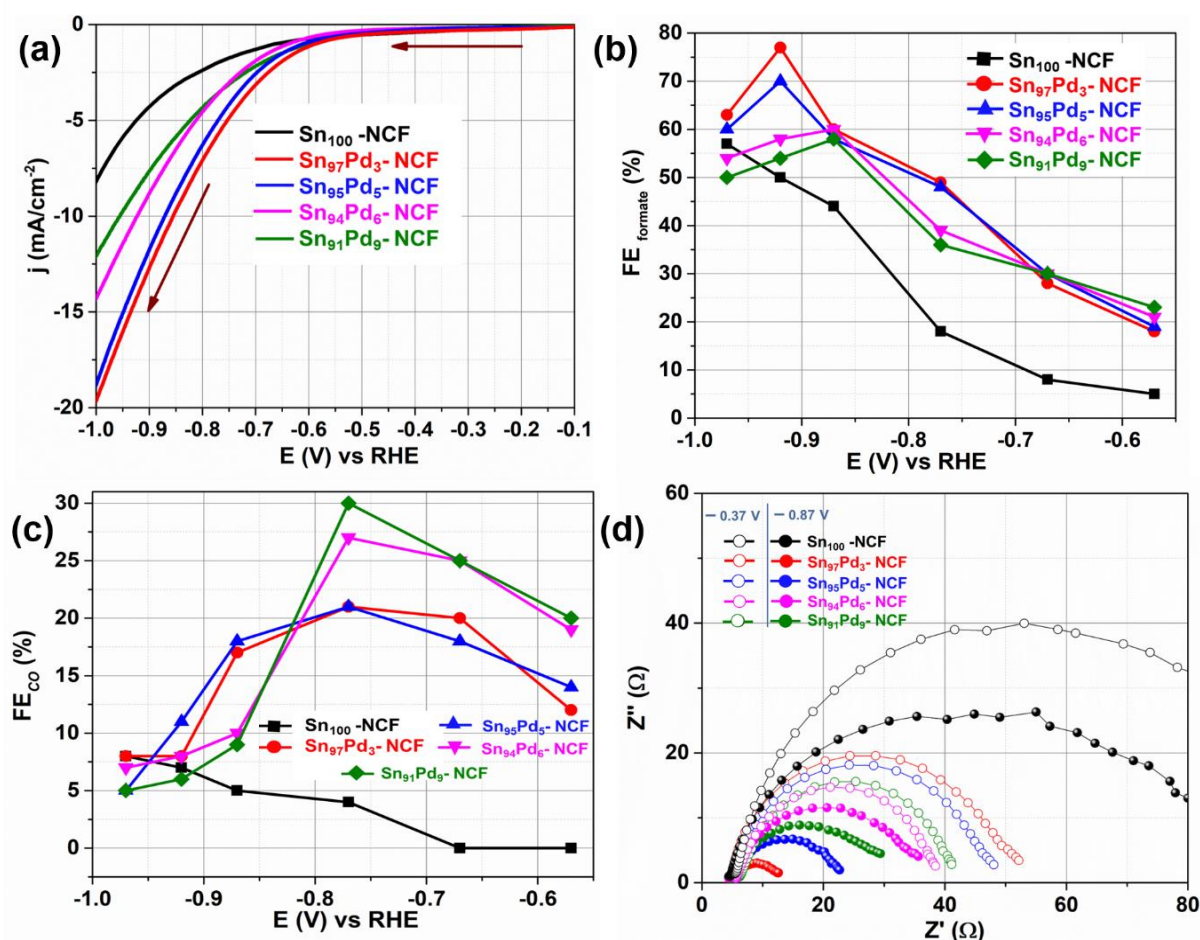 (a)
0
-5
-10
-15
-20
j (mA/cm⁻²)
Sn₁₀₀ -NCF
Sn₉₇Pd₃- NCF
Sn₉₅Pd₅- NCF
Sn₉₄Pd₆- NCF
Sn₉₁Pd₉- NCF
-1.0 -0.9 -0.8 -0.7 -0.6 -0.5 -0.4 -0.3 -0.2 -0.1
E (V) vs RHE
(b)
80
70
60
50
40
30
20
10
0
FE formate (%)
Sn₁₀₀ -NCF
Sn₉₇Pd₃- NCF
Sn₉₅Pd₅- NCF
Sn₉₄Pd₆- NCF
Sn₉₁Pd₉- NCF
-1.0 -0.9 -0.8 -0.7 -0.6
E (V) vs RHE
(c)
30
25
20
15
10
5
0
FE_CO (%)
Sn₁₀₀ -NCF Sn₉₅Pd₅- NCF
Sn₉₇Pd₃- NCF Sn₉₄Pd₆- NCF
Sn₉₁Pd₉- NCF
-1.0 -0.9 -0.8 -0.7 -0.6
E (V) vs RHE
(d)
60
40
20
0
Z'' (Ω)
– 0.37 V – 0.87 V
Sn₁₀₀ -NCF
Sn₉₇Pd₃- NCF
Sn₉₅Pd₅- NCF
Sn₉₄Pd₆- NCF
Sn₉₁Pd₉- NCF
0 20 40 60 80
Z' (Ω)